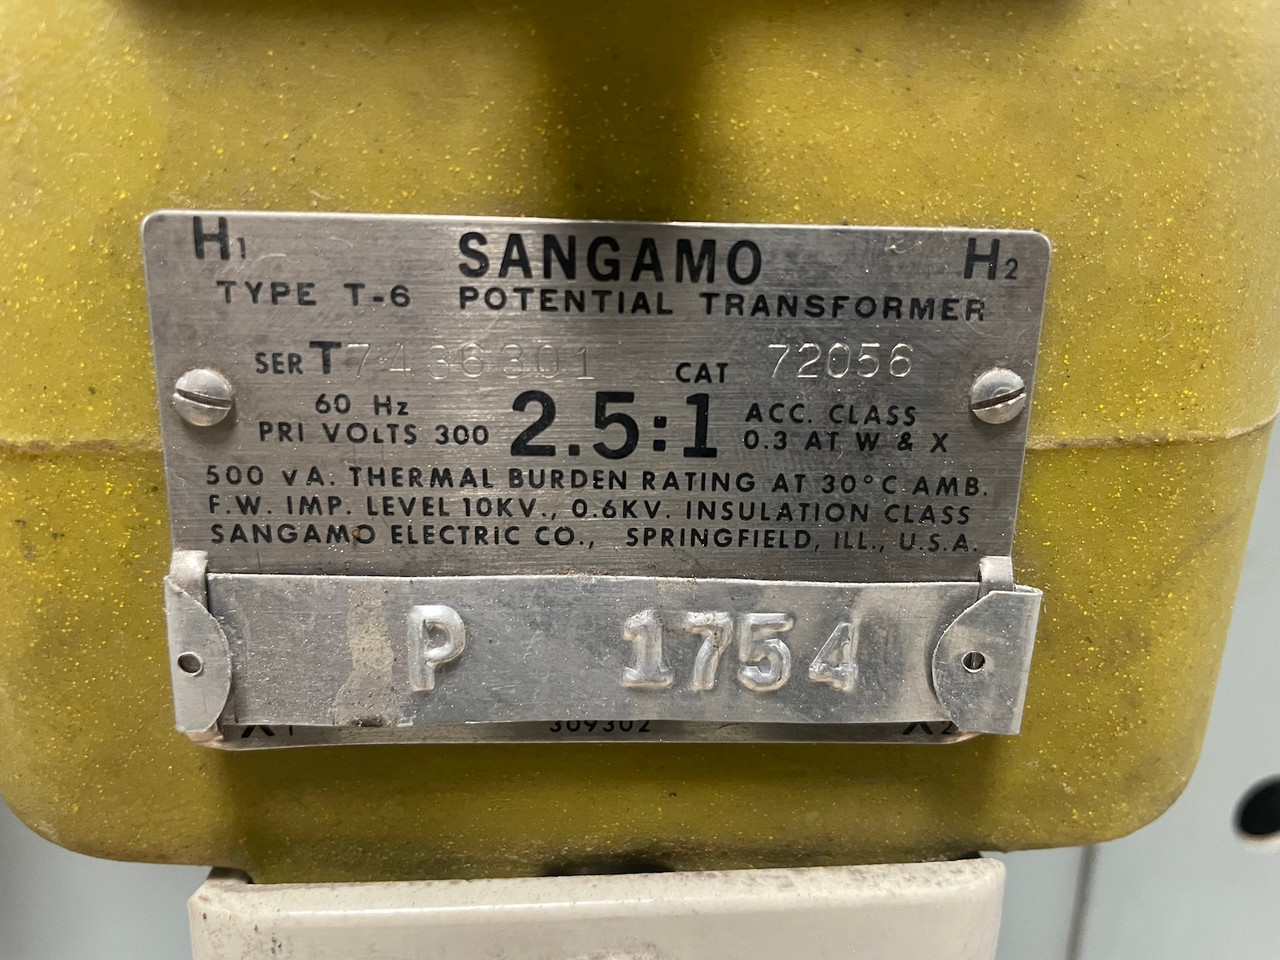 H1 SANGAMO H2
TYPE T-6 POTENTIAL TRANSFORMER
SER T7436301 CAT 72056
60 Hz 2.5:1 ACC. CLASS
PRI VOLTS 300 0.3 AT W & X
500 VA. THERMAL BURDEN RATING AT 30°C AMB.
F.W. IMP. LEVEL 10KV., 0.6KV. INSULATION CLASS
SANGAMO ELECTRIC CO., SPRINGFIELD, ILL., U.S.A.
P 1754
X1 309302 X2